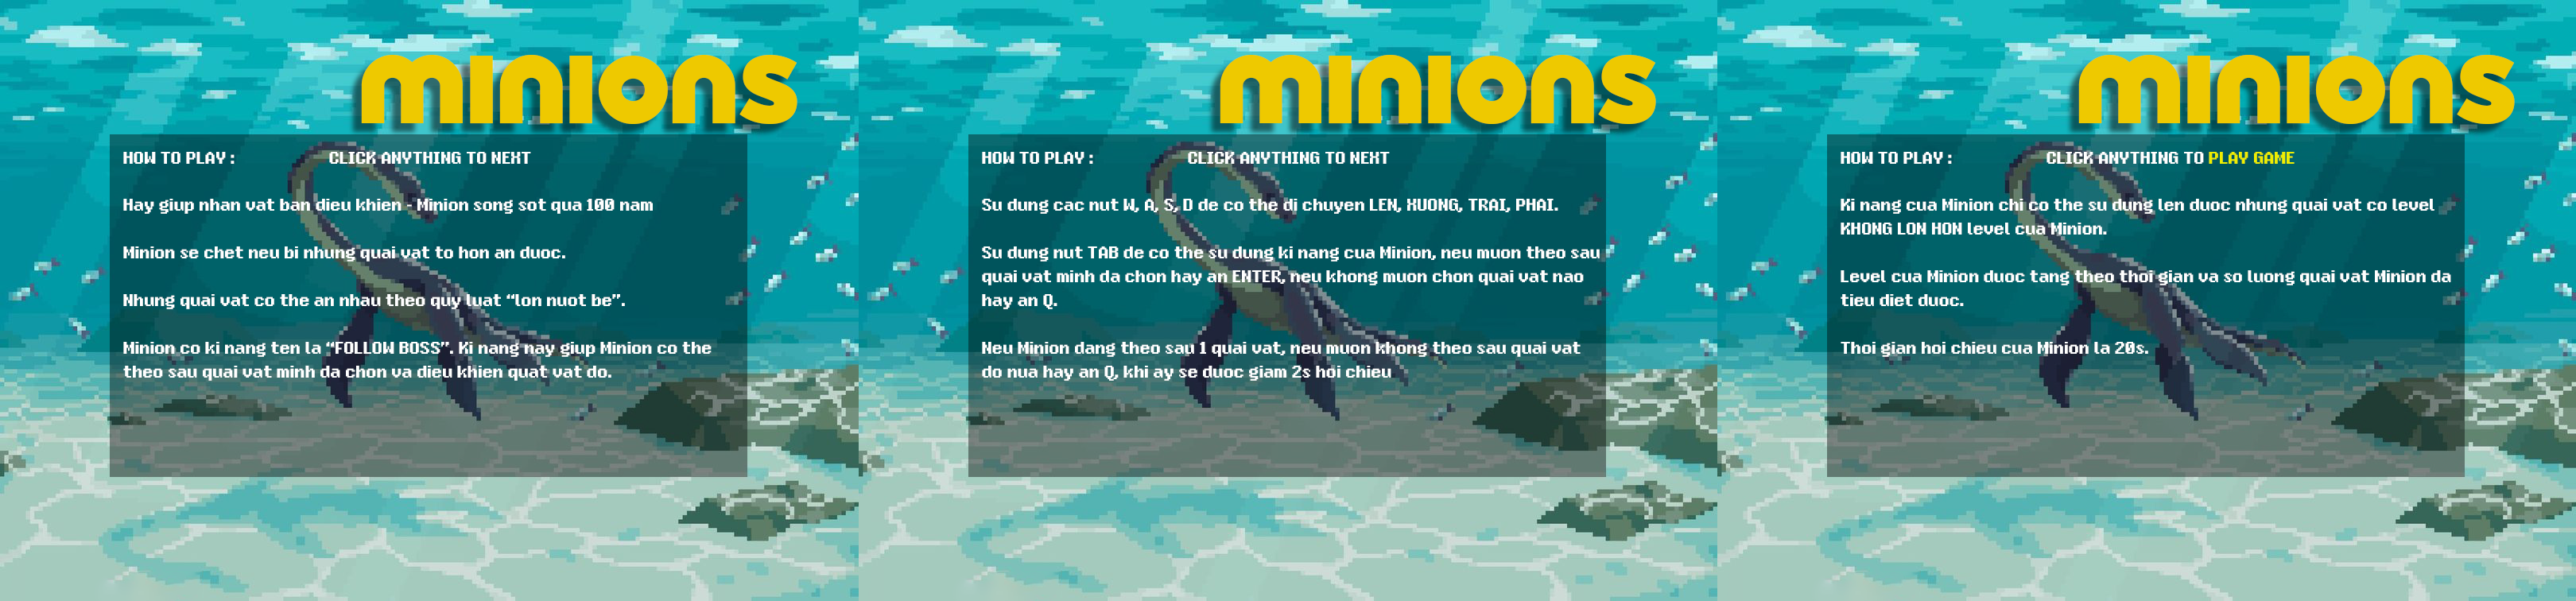 MINIONS
HOW TO PLAY : CLICK ANYTHING TO NEXT
Hay giup nhan vat ban dieu khien - Minion song sot qua 100 nam
Minion se chet neu bi nhung quai vat to hon an duoc.
Nhung quai vat co the an nhau theo quy luat “lon nuot be”.
Minion co ki nang ten la “FOLLOW BOSS”. Ki nang nay giup Minion co the
theo sau quai vat minh da chon va dieu khien quat vat do.
MINIONS
HOW TO PLAY : CLICK ANYTHING TO NEXT
Su dung cac nut W, A, S, D de co the di chuyen LEN, XUONG, TRAI, PHAI.
Su dung nut TAB de co the su dung ki nang cua Minion, neu muon theo sau
quai vat minh da chon hay an ENTER, neu khong muon chon quai vat nao
hay an Q.
Neu Minion dang theo sau 1 quai vat, neu muon khong theo sau quai vat
do nua hay an Q, khi ay se duoc giam 2s hoi chieu
MINIONS
HOW TO PLAY : CLICK ANYTHING TO PLAY GAME
Ki nang cua Minion chi co the su dung len duoc nhung quai vat co level
KHONG LON HON level cua Minion.
Level cua Minion duoc tang theo thoi gian va so luong quai vat Minion da
tieu diet duoc.
Thoi gian hoi chieu cua Minion la 20s.